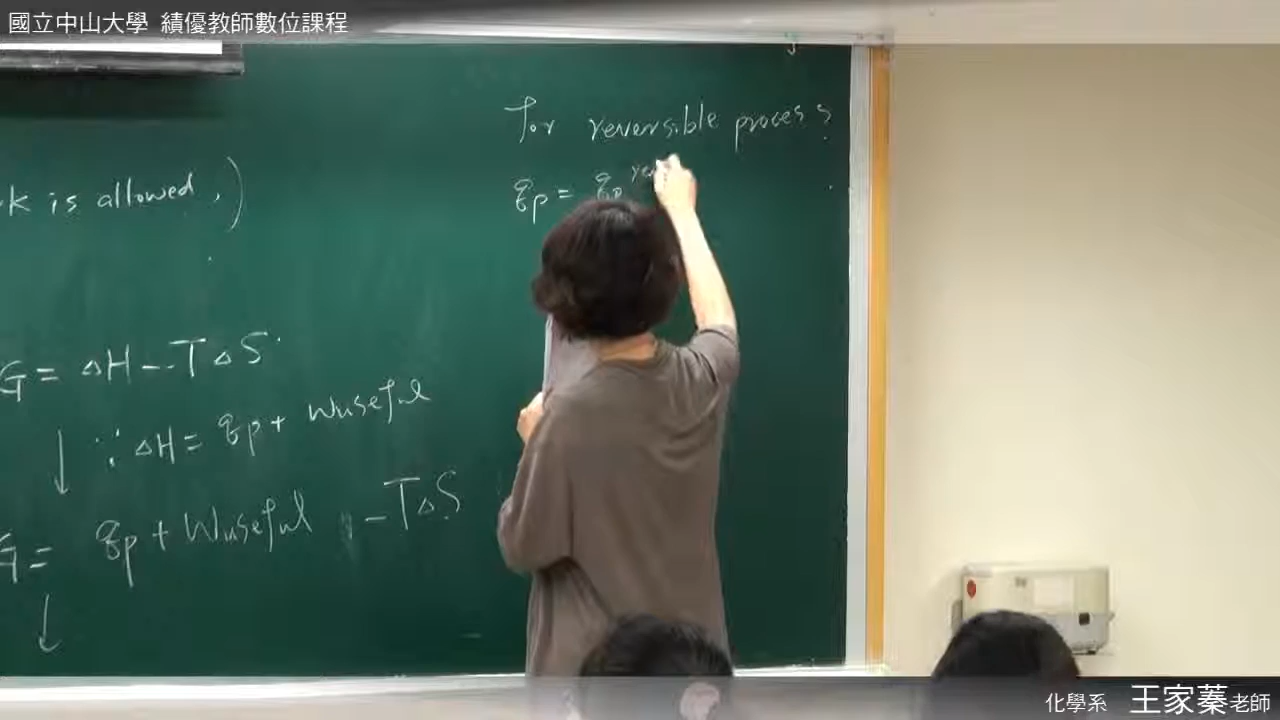 國立中山大學 績優教師數位課程
k is allowed,)
G = ΔH - TΔS
↓ ∵ ΔH = qp + Wuseful
G = qp + Wuseful - TΔS
↓
For reversible process
qp = qp rev
化學系 王家蓁老師